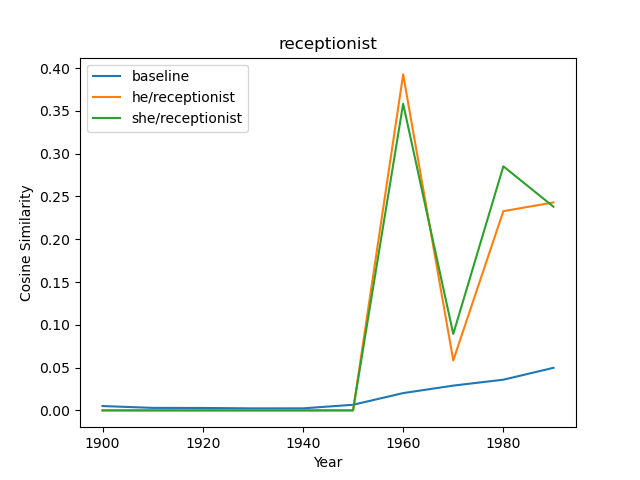 receptionist
baseline
he/receptionist
she/receptionist
0.40
0.35
0.30
0.25
0.20
0.15
0.10
0.05
0.00
Cosine Similarity
1900 1920 1940 1960 1980
Year